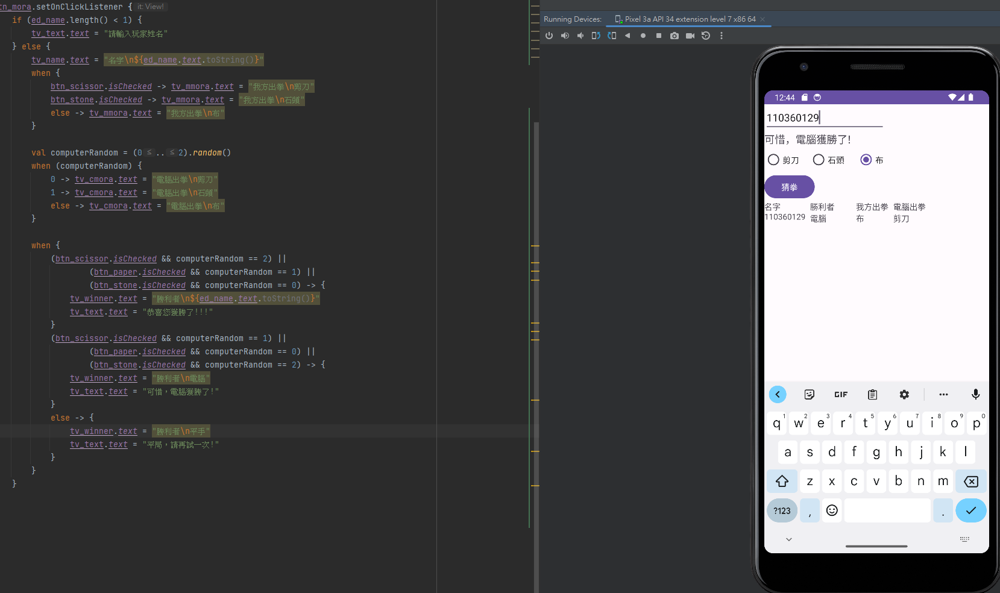 tn_mora.setOnClickListener { it: View!
if (ed_name.length() < 1) {
tv_text.text = "請輸入玩家姓名"
} else {
tv_name.text = "名字\n${ed_name.text.toString()}"
when {
btn_scissor.isChecked -> tv_mmora.text = "我方出拳\n剪刀"
btn_stone.isChecked -> tv_mmora.text = "我方出拳\n石頭"
else -> tv_mmora.text = "我方出拳\n布"
}
val computerRandom = (0 ≤ .. ≤ 2).random()
when (computerRandom) {
0 -> tv_cmora.text = "電腦出拳\n剪刀"
1 -> tv_cmora.text = "電腦出拳\n石頭"
else -> tv_cmora.text = "電腦出拳\n布"
}
when {
(btn_scissor.isChecked && computerRandom == 2) ||
(btn_paper.isChecked && computerRandom == 1) ||
(btn_stone.isChecked && computerRandom == 0) -> {
tv_winner.text = "勝利者\n${ed_name.text.toString()}"
tv_text.text = "恭喜您獲勝了!!!"
}
(btn_scissor.isChecked && computerRandom == 1) ||
(btn_paper.isChecked && computerRandom == 0) ||
(btn_stone.isChecked && computerRandom == 2) -> {
tv_winner.text = "勝利者\n電腦"
tv_text.text = "可惜，電腦獲勝了!"
}
else -> {
tv_winner.text = "勝利者\n平手"
tv_text.text = "平局，請再試一次!"
}
}
}
Running Devices: Pixel 3a API 34 extension level 7 x86 64
12:44
110360129
可惜，電腦獲勝了!
剪刀 石頭 布
猜拳
名字 勝利者 我方出拳 電腦出拳
110360129 電腦 布 剪刀
GIF
q1 w2 e3 r4 t5 y6 u7 i8 o9 p0
a s d f g h j k l
z x c v b n m
?123 , .